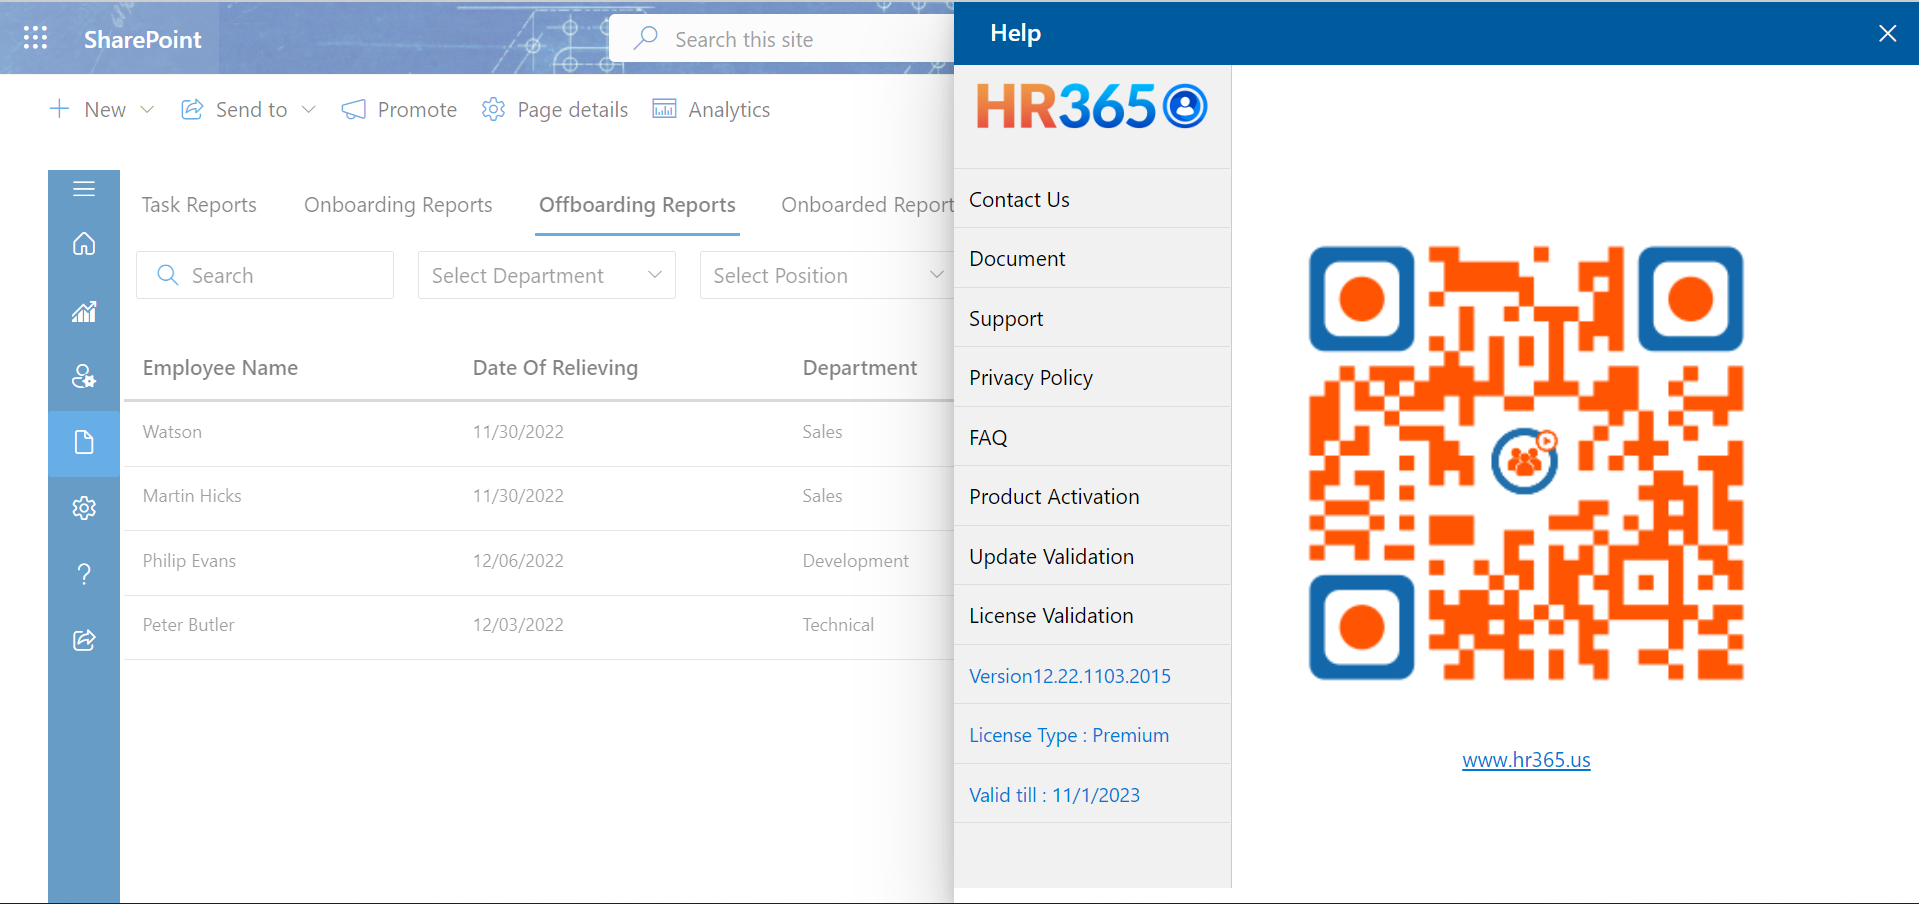 SharePoint
Search this site
Help
New
Send to
Promote
Page details
Analytics
HR365
Task Reports
Onboarding Reports
Offboarding Reports
Onboarded Report
Search
Select Department
Select Position
Employee Name
Date Of Relieving
Department
Watson
11/30/2022
Sales
Martin Hicks
11/30/2022
Sales
Philip Evans
12/06/2022
Development
Peter Butler
12/03/2022
Technical
Contact Us
Document
Support
Privacy Policy
FAQ
Product Activation
Update Validation
License Validation
Version12.22.1103.2015
License Type : Premium
Valid till : 11/1/2023
www.hr365.us